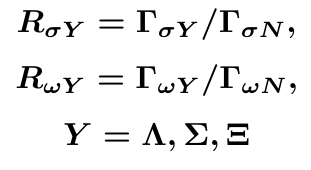 R_{σY} = Γ_{σY}/Γ_{σN},
R_{ωY} = Γ_{ωY}/Γ_{ωN},
Y = Λ, Σ, Ξ